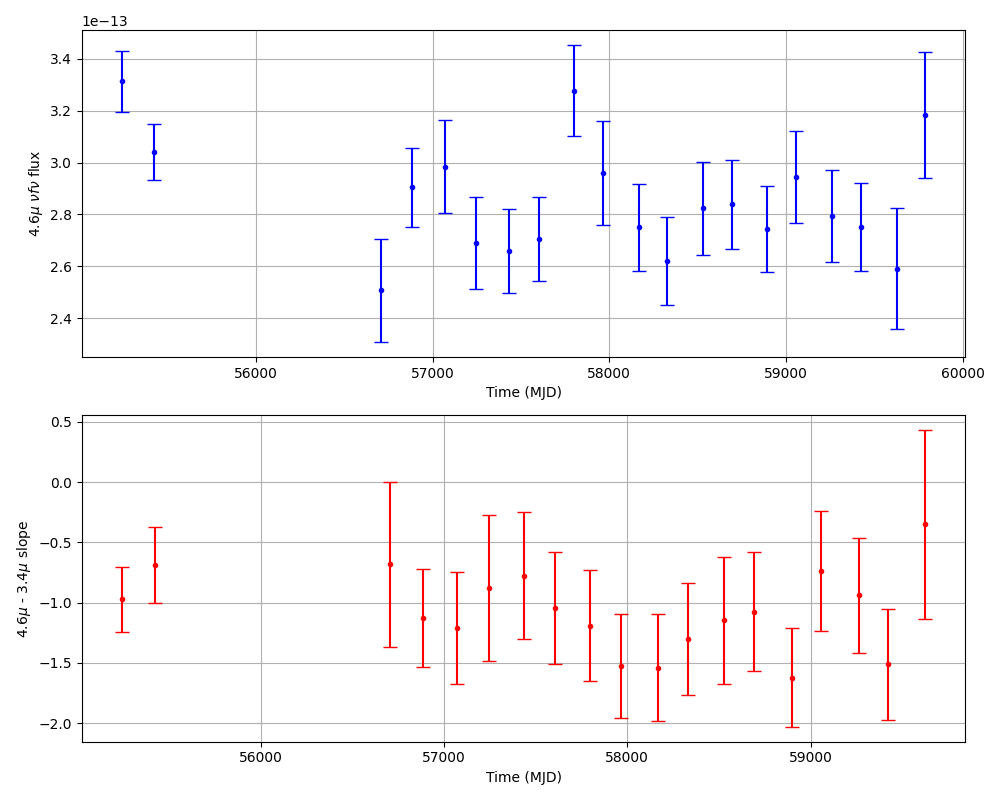 1e−13
3.4
3.2
3.0
2.8
2.6
2.4
4.6μ νfν flux
56000 57000 58000 59000 60000
Time (MJD)
0.5
0.0
−0.5
−1.0
−1.5
−2.0
4.6μ - 3.4μ slope
56000 57000 58000 59000
Time (MJD)